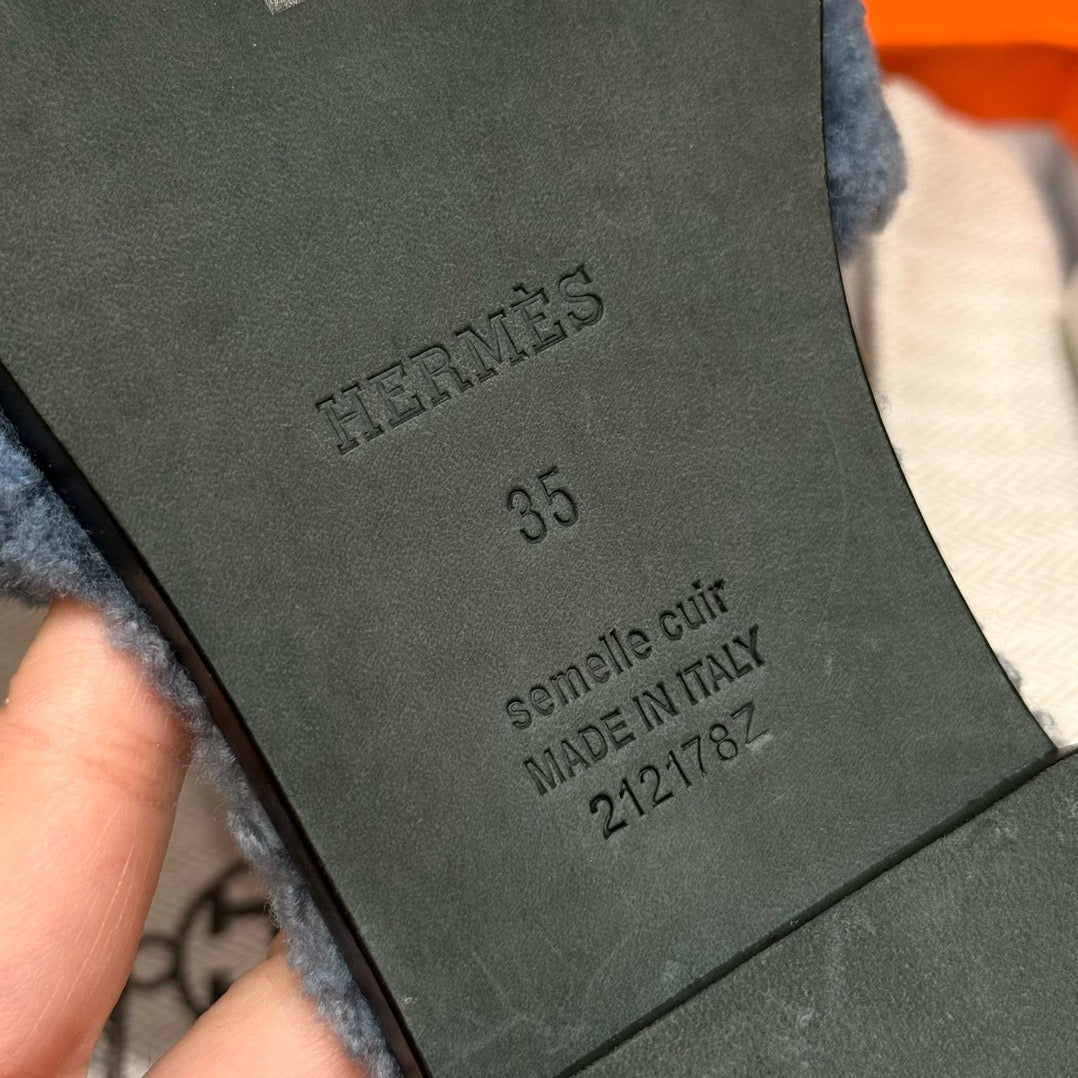 HERMÈS
35
semelle cuir
MADE IN ITALY
212178Z